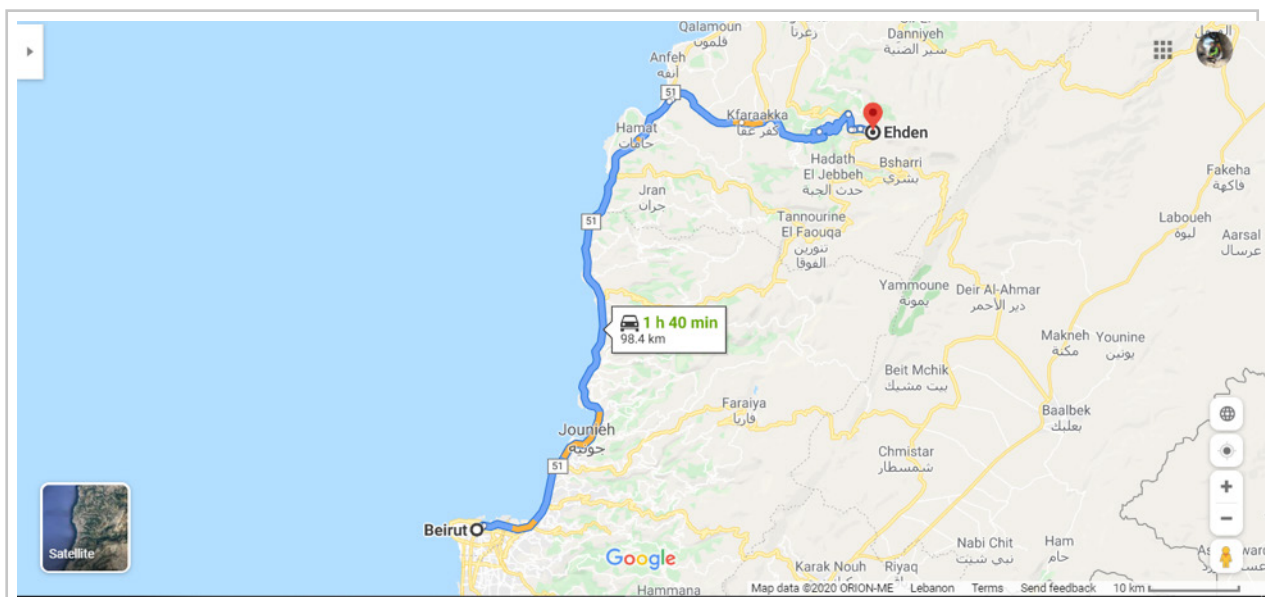 Qalamoun
قلمون
زغرتا
Danniyeh
سير الضنية
Anfeh
أنفه
51
Kfaraakka
كفر عقا
Ehden
Hamat
حامات
Hadath
El Jebbeh
حدث الجبة
Bsharri
بشري
Fakeha
فاكهة
Jran
جران
51
Tannourine
El Faouqa
تنورين
الفوقا
Laboueh
لبوة
Aarsal
عرسال
Yammoune
يمونة
Deir Al-Ahmar
دير الأحمر
1 h 40 min
98.4 km
Makneh
مكنة
Younine
يونين
Beit Mchik
بيت مشيك
Faraiya
فاريا
Baalbek
بعلبك
Jounieh
جونية
51
Chmistar
شمسطار
Beirut
Satellite
Google
Nabi Chit
نبي شيت
Ham
حام
Karak Nouh
Riyaq
Hammana
Map data ©2020 ORION-ME Lebanon Terms Send feedback 10 km